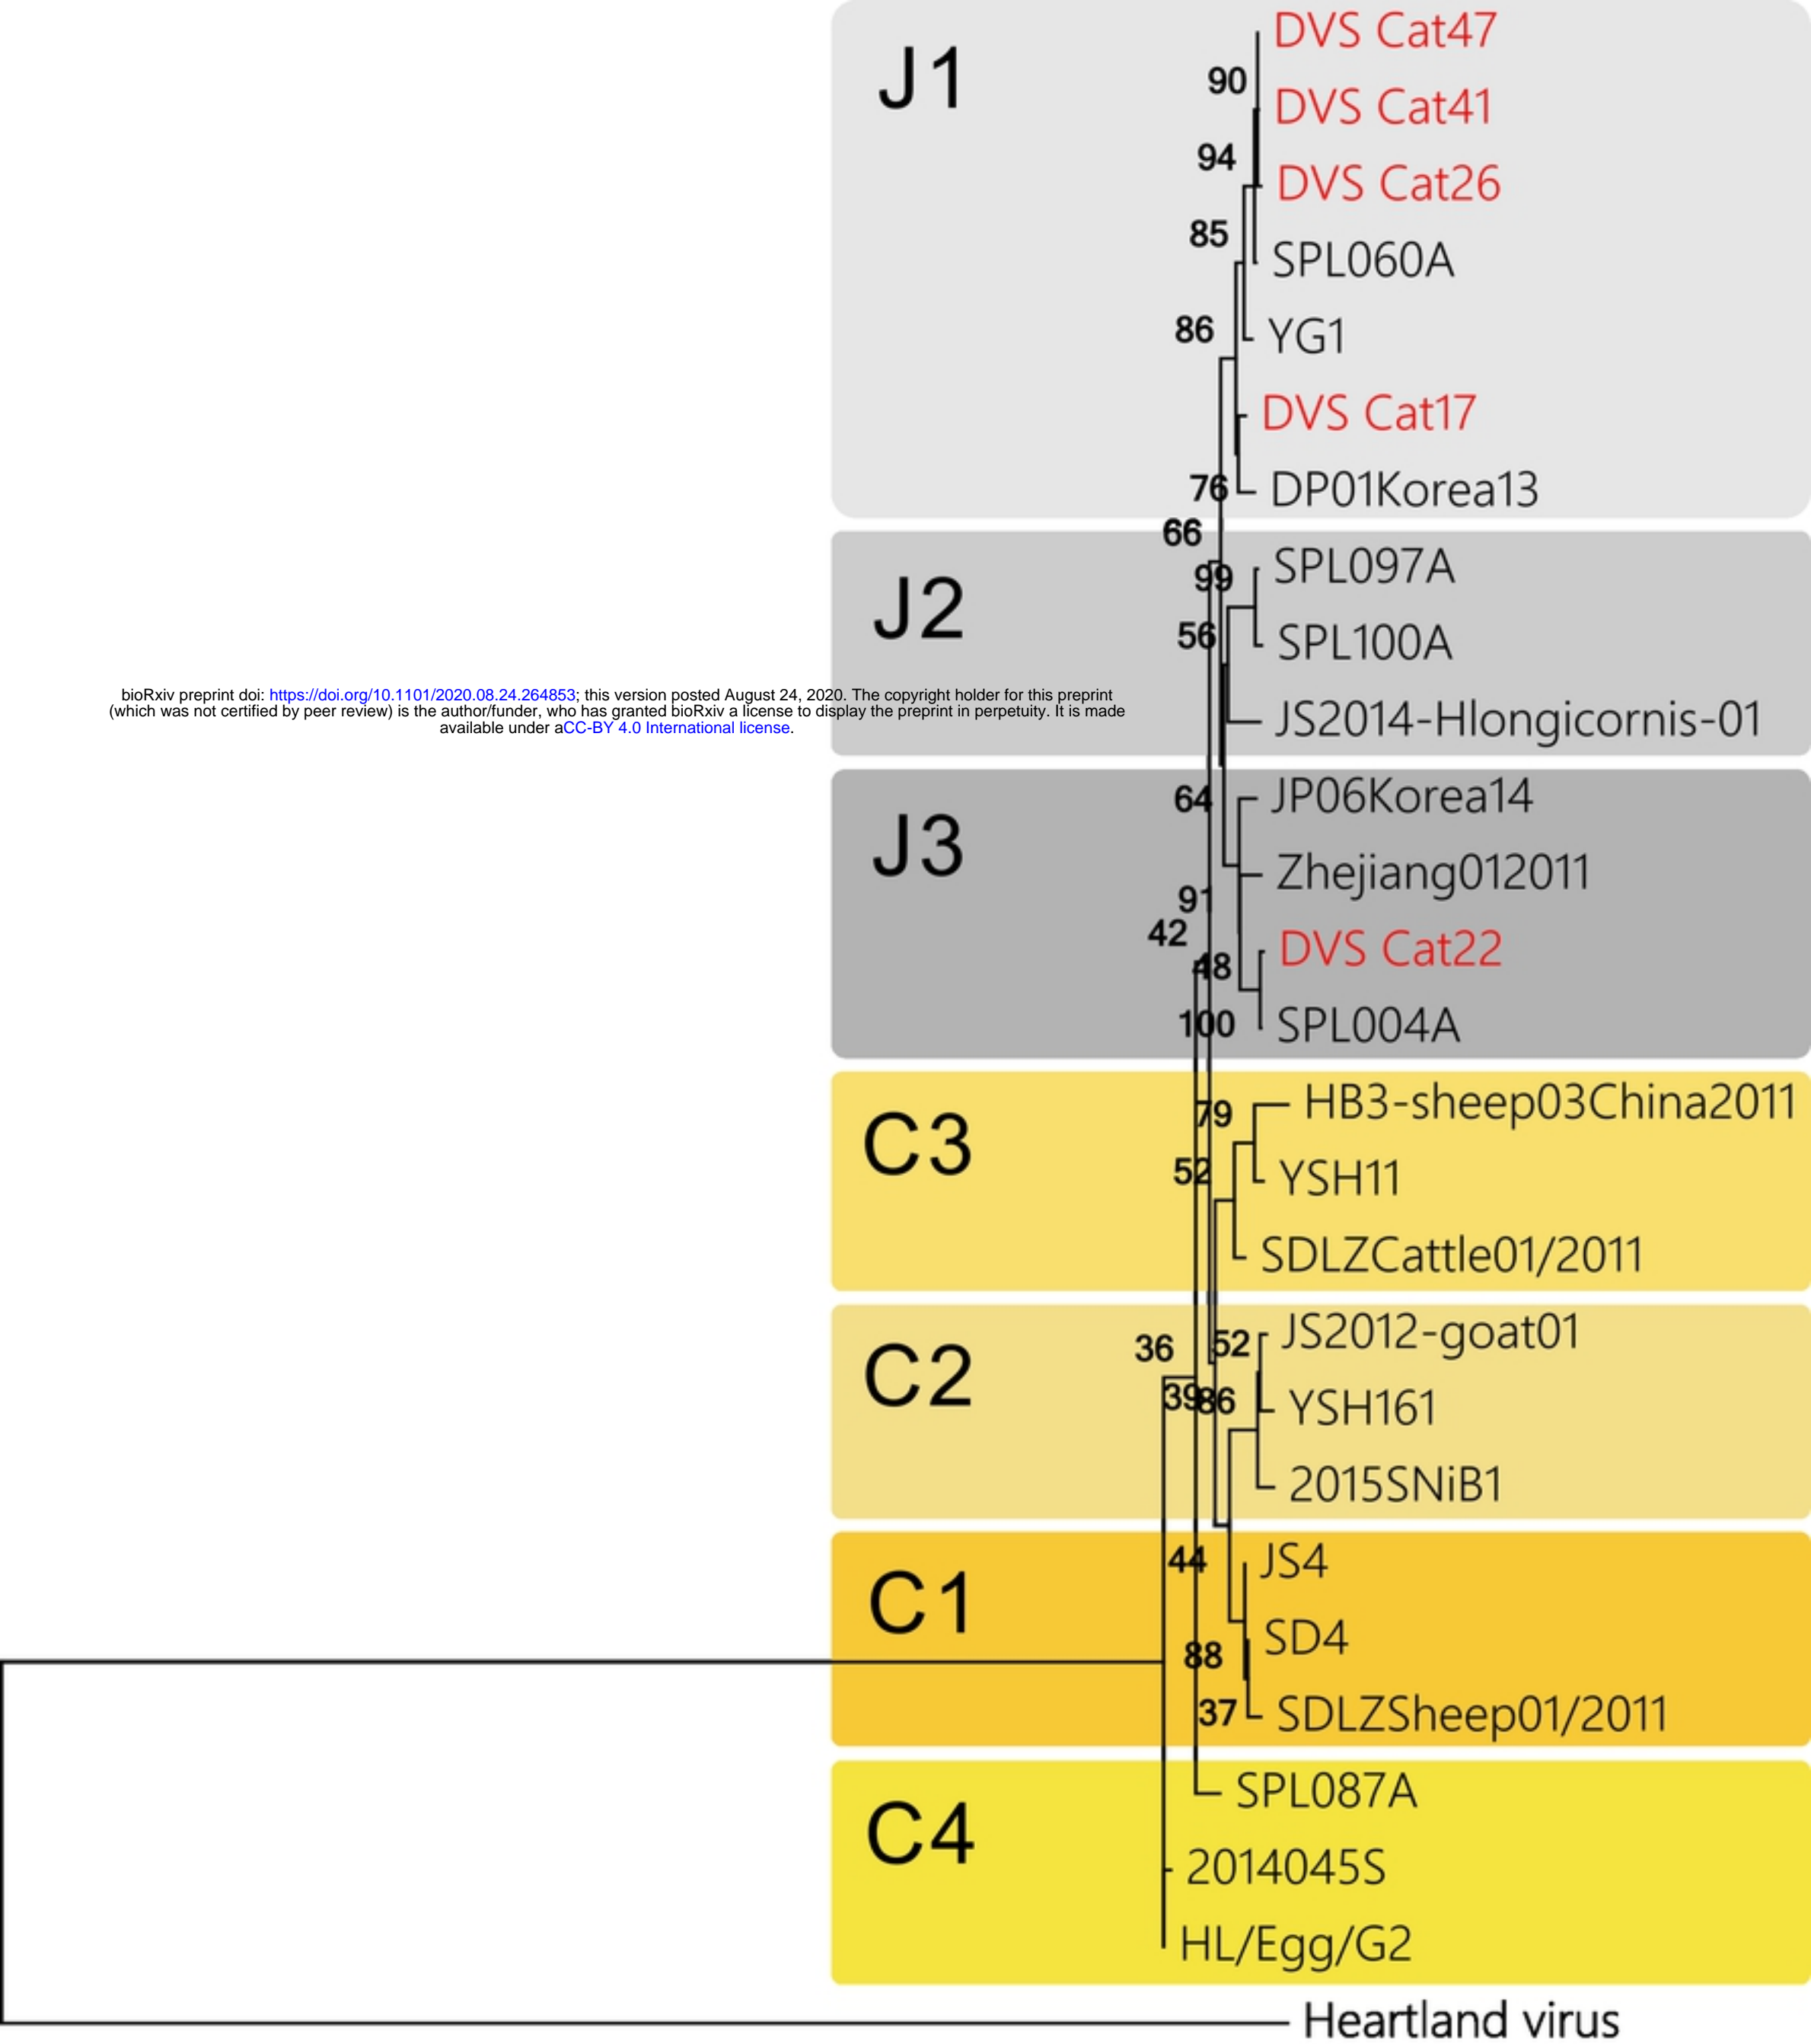 DVS Cat47
J1
90
DVS Cat41
94
DVS Cat26
85
SPL060A
86
YG1
DVS Cat17
76
DP01Korea13
66
99
SPL097A
J2
56
SPL100A
bioRxiv preprint doi: https://doi.org/10.1101/2020.08.24.264853; this version posted August 24, 2020. The copyright holder for this preprint
(which was not certified by peer review) is the author/funder, who has granted bioRxiv a license to display the preprint in perpetuity. It is made
available under aCC-BY 4.0 International license.
JS2014-Hlongicornis-01
64
JP06Korea14
J3
Zhejiang012011
91
42
DVS Cat22
48
100
SPL004A
79
HB3-sheep03China2011
C3
52
YSH11
SDLZCattle01/2011
36
52
JS2012-goat01
C2
39
86
YSH161
2015SNiB1
44
JS4
C1
SD4
88
37
SDLZSheep01/2011
SPL087A
C4
2014045S
HL/Egg/G2
Heartland virus